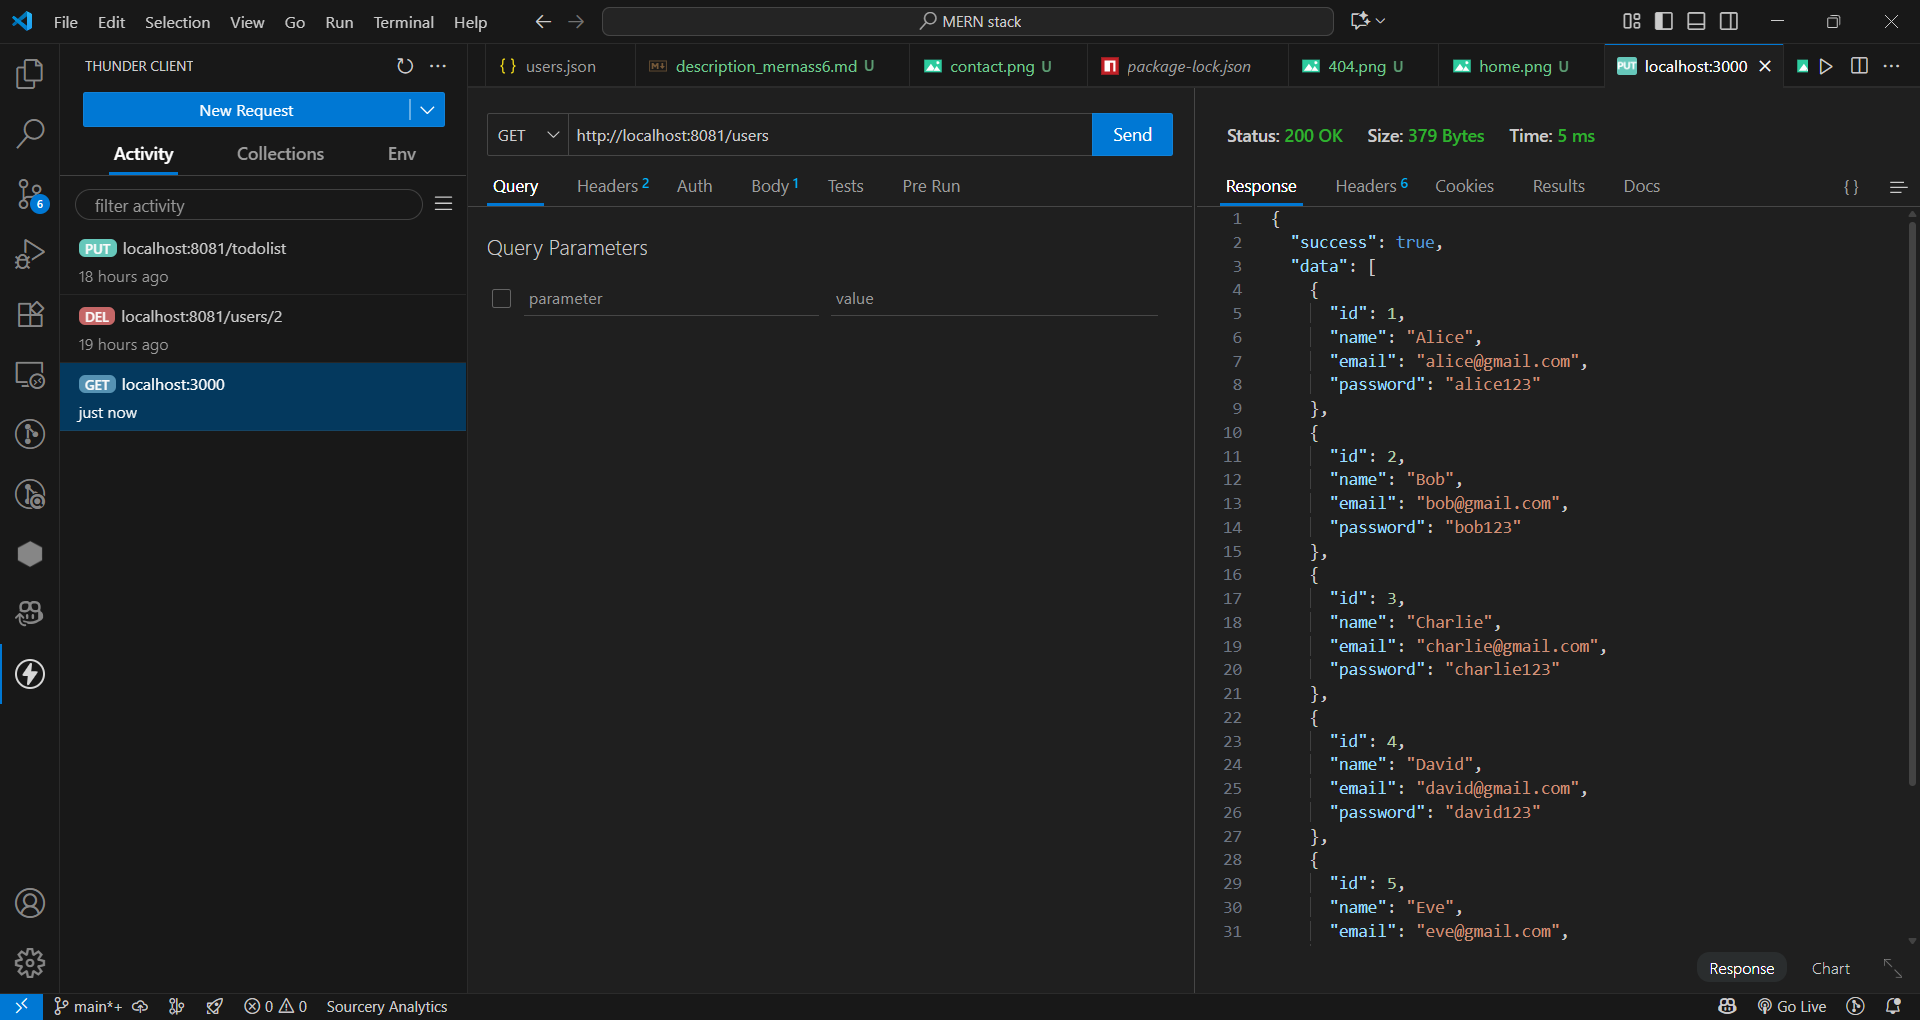 File Edit Selection View Go Run Terminal Help
MERN stack
THUNDER CLIENT
{} users.json
description_mernass6.md U
contact.png U
package-lock.json
404.png U
home.png U
PUT localhost:3000
New Request
Activity Collections Env
filter activity
PUT localhost:8081/todolist
18 hours ago
DEL localhost:8081/users/2
19 hours ago
GET localhost:3000
just now
GET http://localhost:8081/users Send
Query Headers 2 Auth Body 1 Tests Pre Run
Query Parameters
parameter value
Status: 200 OK Size: 379 Bytes Time: 5 ms
Response Headers 6 Cookies Results Docs { }
1 {
2 "success": true,
3 "data": [
4 {
5 "id": 1,
6 "name": "Alice",
7 "email": "alice@gmail.com",
8 "password": "alice123"
9 },
10 {
11 "id": 2,
12 "name": "Bob",
13 "email": "bob@gmail.com",
14 "password": "bob123"
15 },
16 {
17 "id": 3,
18 "name": "Charlie",
19 "email": "charlie@gmail.com",
20 "password": "charlie123"
21 },
22 {
23 "id": 4,
24 "name": "David",
25 "email": "david@gmail.com",
26 "password": "david123"
27 },
28 {
29 "id": 5,
30 "name": "Eve",
31 "email": "eve@gmail.com",
Response Chart
6
main*+ 0 0 Sourcery Analytics
Go Live